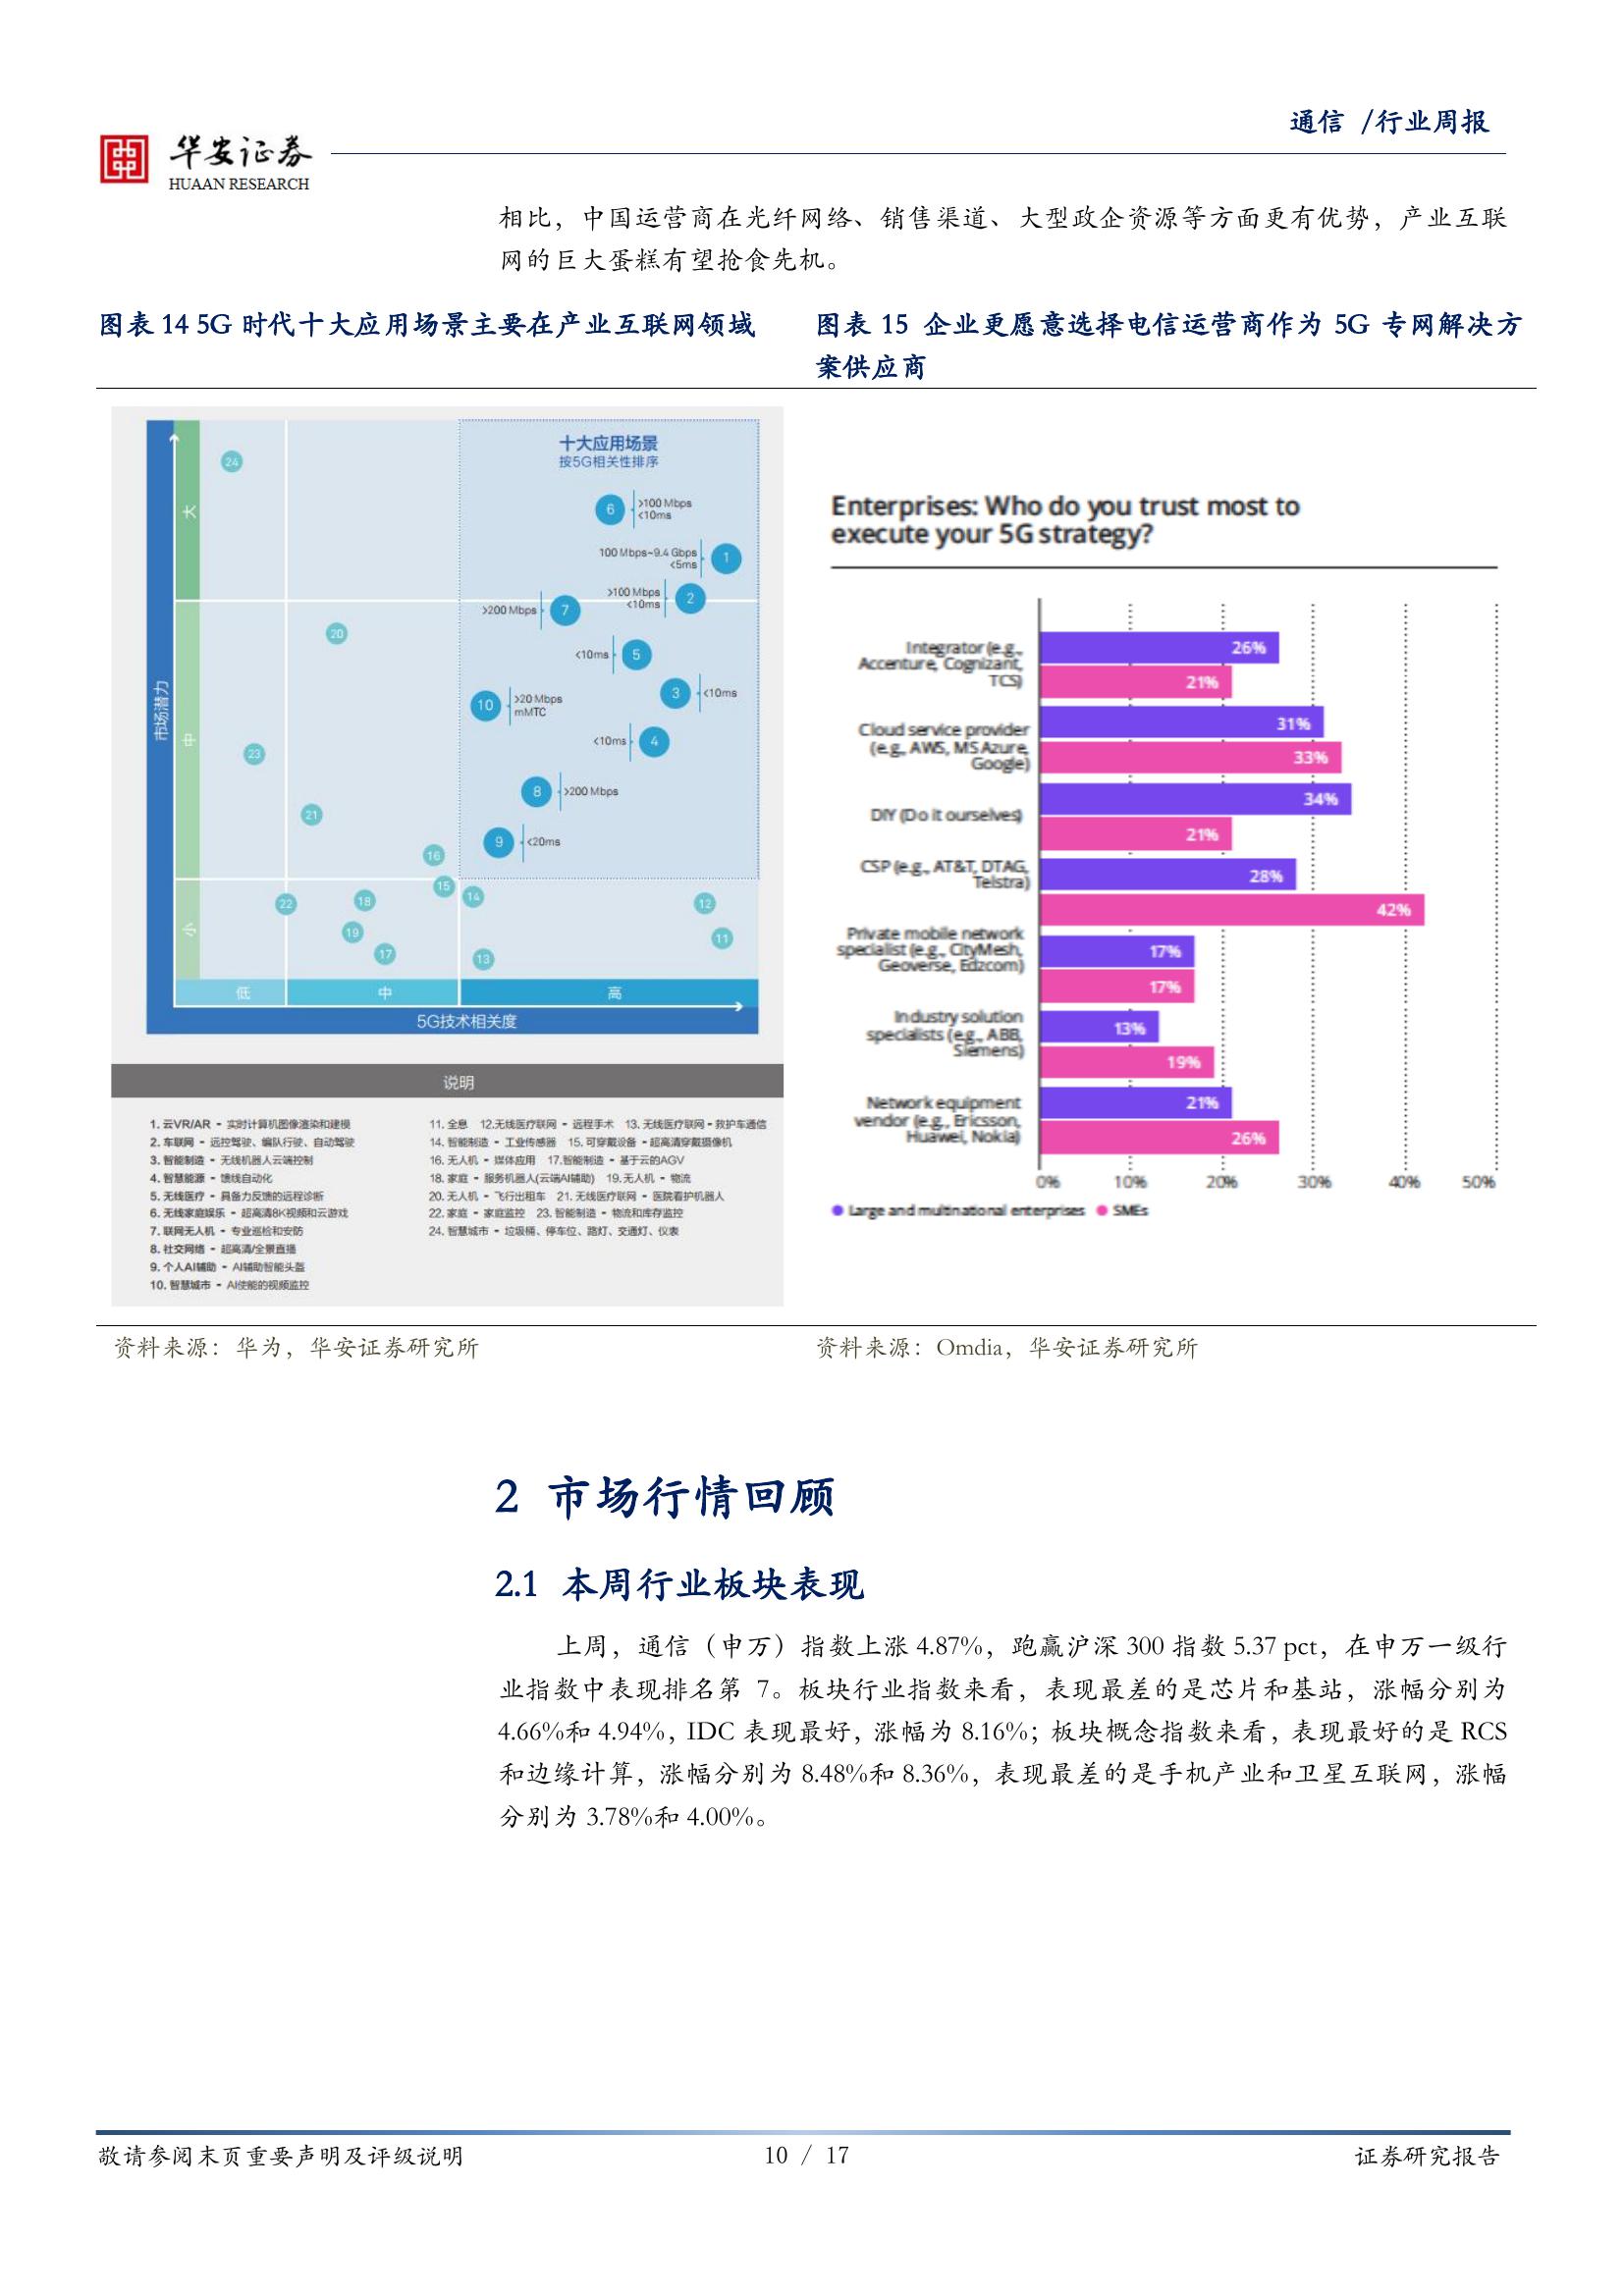 通信 /行业周报
华安证券
HUAAN RESEARCH
相比，中国运营商在光纤网络、销售渠道、大型政企资源等方面更有优势，产业互联
网的巨大蛋糕有望抢食先机。
图表 14 5G 时代十大应用场景主要在产业互联网领域
图表 15 企业更愿意选择电信运营商作为 5G 专网解决方
案供应商
十大应用场景
按5G相关性排序
24
6
>100 Mbps
<10ms
100 Mbps~9.4 Gbps
<5ms
1
>100 Mbps
<10ms
2
>200 Mbps
7
20
<10ms
5
3
<10ms
10
>20 Mbps
mMTC
<10ms
4
23
8
>200 Mbps
21
9
<20ms
16
15
14
22
18
12
19
11
17
13
市场潜力
大
中
小
低
中
高
5G技术相关度
说明
1. 云VR/AR - 实时计算机图像渲染和建模
2. 车联网 - 远控驾驶、编队行驶、自动驾驶
3. 智能制造 - 无线机器人云端控制
4. 智慧能源 - 馈线自动化
5. 无线医疗 - 具备力反馈的远程诊断
6. 无线家庭娱乐 - 超高清8K视频和云游戏
7. 联网无人机 - 专业巡检和安防
8. 社交网络 - 超高清/全景直播
9. 个人AI辅助 - AI辅助智能头盔
10. 智慧城市 - AI使能的视频监控
11. 全息 12.无线医疗联网 - 远程手术 13. 无线医疗联网 - 救护车通信
14. 智能制造 - 工业传感器 15. 可穿戴设备 - 超高清穿戴摄像机
16. 无人机 - 媒体应用 17.智能制造 - 基于云的AGV
18. 家庭 - 服务机器人(云端AI辅助) 19. 无人机 - 物流
20. 无人机 - 飞行出租车 21. 无线医疗联网 - 医院看护机器人
22. 家庭 - 家庭监控 23. 智能制造 - 物流和库存监控
24. 智慧城市 - 垃圾桶、停车位、路灯、交通灯、仪表
Enterprises: Who do you trust most to
execute your 5G strategy?
Integrator (e.g.,
Accenture, Cognizant,
TCS)
26%
21%
Cloud service provider
(e.g., AWS, MS Azure,
Google)
31%
33%
DIY (Do it ourselves)
34%
21%
CSP (e.g., AT&T, DTAG,
Telstra)
28%
42%
Private mobile network
specialist (e.g., CityMesh,
Geoverse, Edzcom)
17%
17%
Industry solution
specialists (e.g., ABB,
Siemens)
13%
19%
Network equipment
vendor (e.g., Ericsson,
Huawei, Nokia)
21%
26%
0% 10% 20% 30% 40% 50%
Large and multinational enterprises SMEs
资料来源：华为，华安证券研究所
资料来源：Omdia，华安证券研究所
2 市场行情回顾
2.1 本周行业板块表现
上周，通信（申万）指数上涨 4.87%，跑赢沪深 300 指数 5.37 pct，在申万一级行
业指数中表现排名第 7。板块行业指数来看，表现最差的是芯片和基站，涨幅分别为
4.66%和 4.94%，IDC 表现最好，涨幅为 8.16%；板块概念指数来看，表现最好的是 RCS
和边缘计算，涨幅分别为 8.48%和 8.36%，表现最差的是手机产业和卫星互联网，涨幅
分别为 3.78%和 4.00%。
敬请参阅末页重要声明及评级说明
10 / 17
证券研究报告